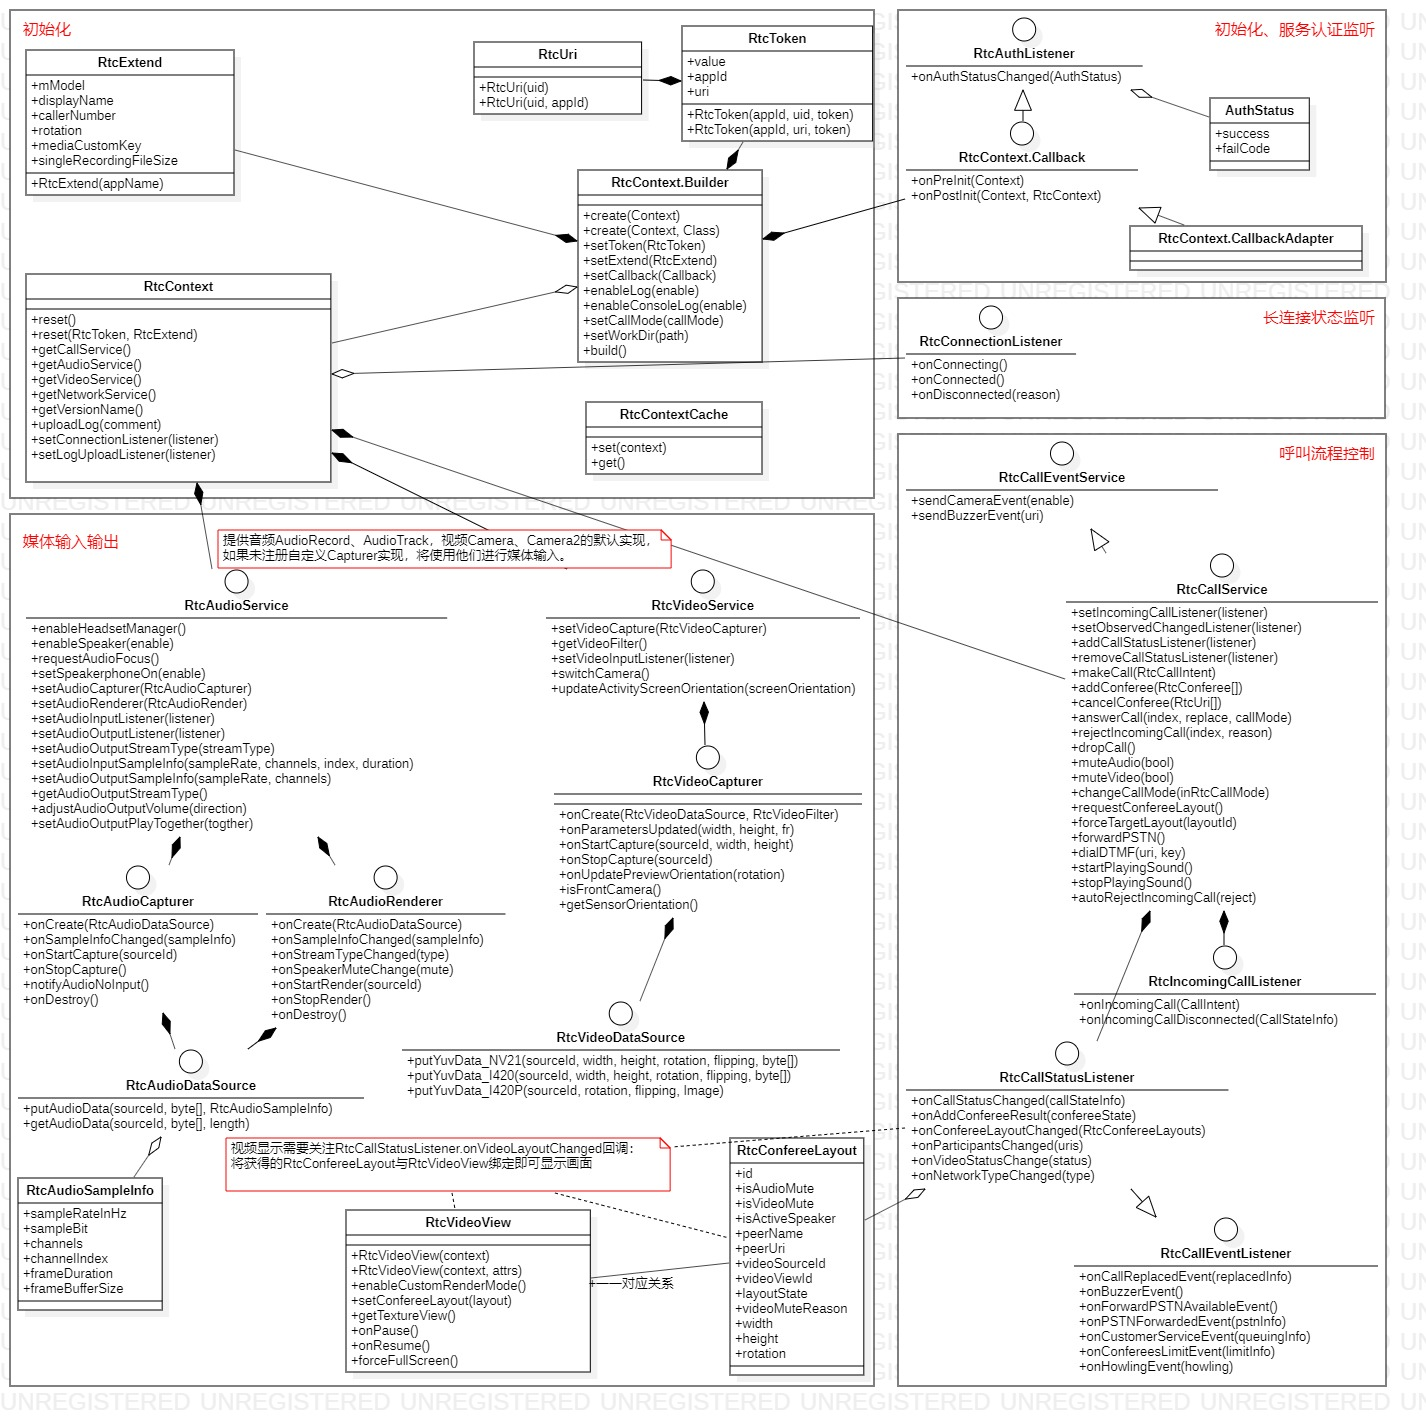 初始化
RtcExtend
+mModel
+displayName
+callerNumber
+rotation
+mediaCustomKey
+singleRecordingFileSize
+RtcExtend(appName)
RtcUri
+RtcUri(uid)
+RtcUri(uid, appId)
RtcToken
+value
+appId
+uri
+RtcToken(appId, uid, token)
+RtcToken(appId, uri, token)
RtcContext.Builder
+create(Context)
+create(Context, Class)
+setToken(RtcToken)
+setExtend(RtcExtend)
+setCallback(Callback)
+enableLog(enable)
+enableConsoleLog(enable)
+setCallMode(callMode)
+setWorkDir(path)
+build()
RtcContext
+reset()
+reset(RtcToken, RtcExtend)
+getCallService()
+getAudioService()
+getVideoService()
+getNetworkService()
+getVersionName()
+uploadLog(comment)
+setConnectionListener(listener)
+setLogUploadListener(listener)
RtcContextCache
+set(context)
+get()
初始化、服务认证监听
RtcAuthListener
+onAuthStatusChanged(AuthStatus)
AuthStatus
+success
+failCode
RtcContext.Callback
+onPreInit(Context)
+onPostInit(Context, RtcContext)
RtcContext.CallbackAdapter
长连接状态监听
RtcConnectionListener
+onConnecting()
+onConnected()
+onDisconnected(reason)
呼叫流程控制
RtcCallEventService
+sendCameraEvent(enable)
+sendBuzzerEvent(uri)
RtcCallService
+setIncomingCallListener(listener)
+setObservedChangedListener(listener)
+addCallStatusListener(listener)
+removeCallStatusListener(listener)
+makeCall(RtcCallIntent)
+addConferee(RtcConferee[])
+cancelConferee(RtcUri[])
+answerCall(index, replace, callMode)
+rejectIncomingCall(index, reason)
+dropCall()
+muteAudio(bool)
+muteVideo(bool)
+changeCallMode(inRtcCallMode)
+requestConfereeLayout()
+forceTargetLayout(layoutId)
+forwardPSTN()
+dialDTMF(uri, key)
+startPlayingSound()
+stopPlayingSound()
+autoRejectIncomingCall(reject)
RtcIncomingCallListener
+onIncomingCall(CallIntent)
+onIncomingCallDisconnected(CallStateInfo)
RtcCallStatusListener
+onCallStatusChanged(callStateInfo)
+onAddConfereeResult(confereeState)
+onConfereeLayoutChanged(RtcConfereeLayouts)
+onParticipantsChanged(uris)
+onVideoStatusChange(status)
+onNetworkTypeChanged(type)
RtcCallEventListener
+onCallReplacedEvent(replacedInfo)
+onBuzzerEvent()
+onForwardPSTNAvailableEvent()
+onPSTNForwardedEvent(pstnInfo)
+onCustomerServiceEvent(queuingInfo)
+onConfereesLimitEvent(limitInfo)
+onHowlingEvent(howling)
媒体输入输出
提供音频AudioRecord、AudioTrack，视频Camera、Camera2的默认实现，
如果未注册自定义Capturer实现，将使用他们进行媒体输入。
RtcAudioService
+enableHeadsetManager()
+enableSpeaker(enable)
+requestAudioFocus()
+setSpeakerphoneOn(enable)
+setAudioCapturer(RtcAudioCapturer)
+setAudioRenderer(RtcAudioRender)
+setAudioInputListener(listener)
+setAudioOutputListener(listener)
+setAudioOutputStreamType(streamType)
+setAudioInputSampleInfo(sampleRate, channels, index, duration)
+setAudioOutputSampleInfo(sampleRate, channels)
+getAudioOutputStreamType()
+adjustAudioOutputVolume(direction)
+setAudioOutputPlayTogether(togther)
RtcVideoService
+setVideoCapture(RtcVideoCapturer)
+getVideoFilter()
+setVideoInputListener(listener)
+switchCamera()
+updateActivityScreenOrientation(screenOrientation)
RtcVideoCapturer
+onCreate(RtcVideoDataSource, RtcVideoFilter)
+onParametersUpdated(width, height, fr)
+onStartCapture(sourceId, width, height)
+onStopCapture(sourceId)
+onUpdatePreviewOrientation(rotation)
+isFrontCamera()
+getSensorOrientation()
RtcAudioCapturer
+onCreate(RtcAudioDataSource)
+onSampleInfoChanged(sampleInfo)
+onStartCapture(sourceId)
+onStopCapture()
+notifyAudioNoInput()
+onDestroy()
RtcAudioRenderer
+onCreate(RtcAudioDataSource)
+onSampleInfoChanged(sampleInfo)
+onStreamTypeChanged(type)
+onSpeakerMuteChange(mute)
+onStartRender(sourceId)
+onStopRender()
+onDestroy()
RtcVideoDataSource
+putYuvData_NV21(sourceId, width, height, rotation, flipping, byte[])
+putYuvData_I420(sourceId, width, height, rotation, flipping, byte[])
+putYuvData_I420P(sourceId, rotation, flipping, Image)
RtcAudioDataSource
+putAudioData(sourceId, byte[], RtcAudioSampleInfo)
+getAudioData(sourceId, byte[], length)
视频显示需要关注RtcCallStatusListener.onVideoLayoutChanged回调：
将获得的RtcConfereeLayout与RtcVideoView绑定即可显示画面
RtcAudioSampleInfo
+sampleRateInHz
+sampleBit
+channels
+channelIndex
+frameDuration
+frameBufferSize
RtcVideoView
+RtcVideoView(context)
+RtcVideoView(context, attrs)
+enableCustomRenderMode()
+setConfereeLayout(layout)
+getTextureView()
+onPause()
+onResume()
+forceFullScreen()
+一一对应关系
RtcConfereeLayout
+id
+isAudioMute
+isVideoMute
+isActiveSpeaker
+peerName
+peerUri
+videoSourceId
+videoViewId
+layoutState
+videoMuteReason
+width
+height
+rotation
UNREGISTERED UNREGISTERED UNREGISTERED UNREGISTERED UNREGISTERED UNREGISTERED UNREGISTERED